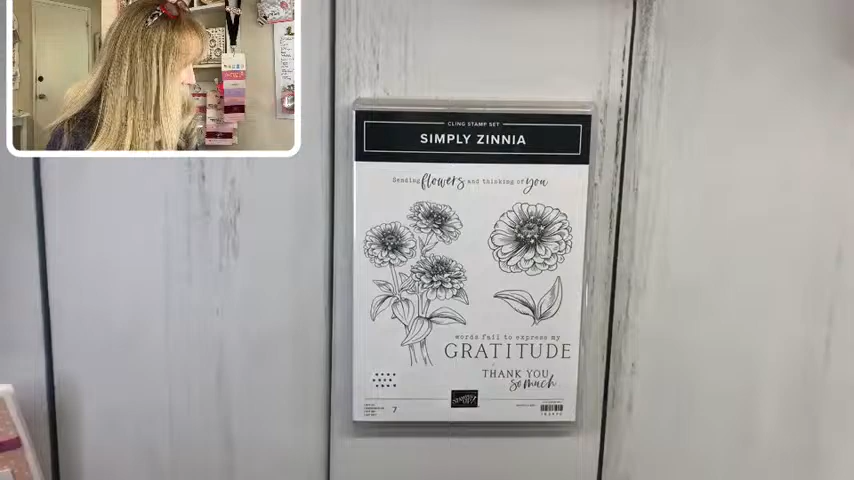 CLING STAMP SET
SIMPLY ZINNIA
Sending flowers and thinking of you
words fail to express my
GRATITUDE
THANK YOU
so much
7